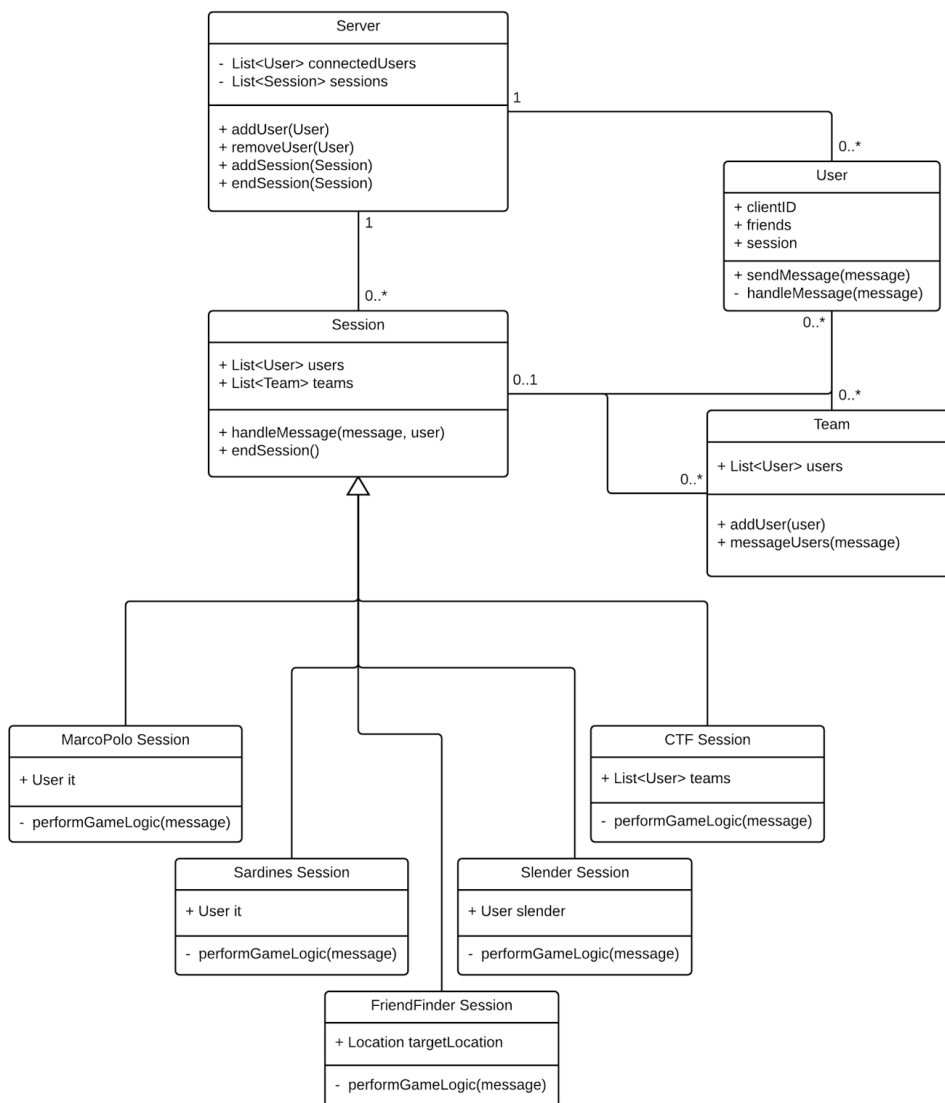 Server
- List<User> connectedUsers
- List<Session> sessions
+ addUser(User)
+ removeUser(User)
+ addSession(Session)
+ endSession(Session)
1
0..*
User
+ clientID
+ friends
+ session
+ sendMessage(message)
- handleMessage(message)
1
0..*
0..*
Session
+ List<User> users
+ List<Team> teams
+ handleMessage(message, user)
+ endSession()
0..1
0..*
Team
+ List<User> users
+ addUser(user)
+ messageUsers(message)
0..*
MarcoPolo Session
+ User it
- performGameLogic(message)
CTF Session
+ List<User> teams
- performGameLogic(message)
Sardines Session
+ User it
- performGameLogic(message)
Slender Session
+ User slender
- performGameLogic(message)
FriendFinder Session
+ Location targetLocation
- performGameLogic(message)